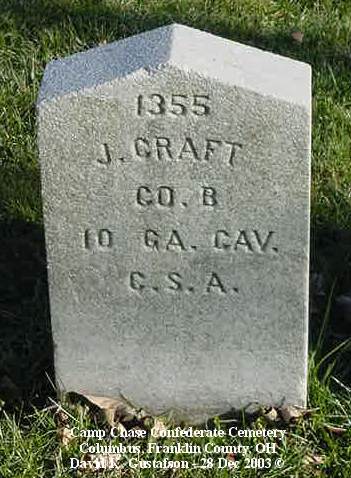 1355
J. CRAFT
CO. B
10 GA. CAV.
C. S. A.
Camp Chase Confederate Cemetery
Columbus, Franklin County, OH
David K. Gustafson - 28 Dec 2003 ©